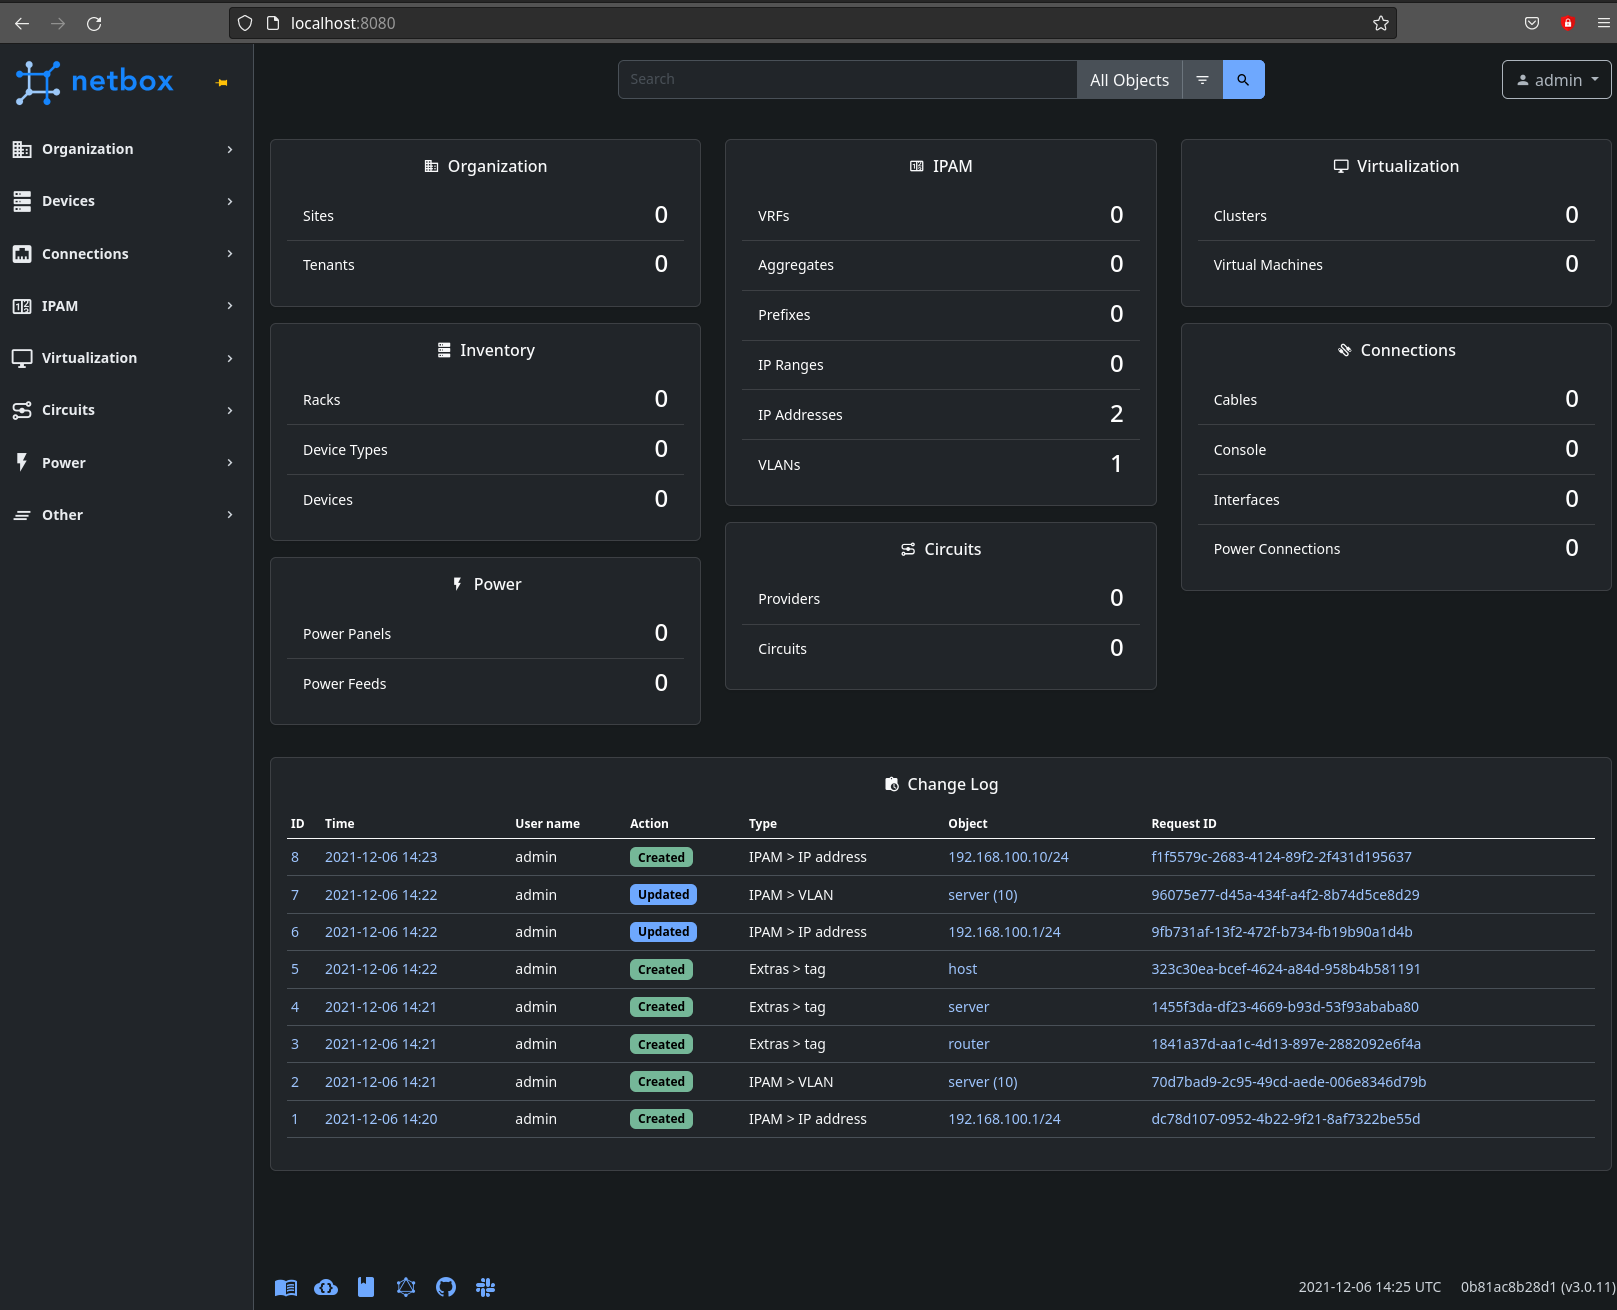 localhost:8080
netbox
Search
All Objects
admin
Organization
Devices
Connections
IPAM
Virtualization
Circuits
Power
Other
Organization
Sites 0
Tenants 0
Inventory
Racks 0
Device Types 0
Devices 0
Power
Power Panels 0
Power Feeds 0
IPAM
VRFs 0
Aggregates 0
Prefixes 0
IP Ranges 0
IP Addresses 2
VLANs 1
Circuits
Providers 0
Circuits 0
Virtualization
Clusters 0
Virtual Machines 0
Connections
Cables 0
Console 0
Interfaces 0
Power Connections 0
Change Log
ID Time User name Action Type Object Request ID
8 2021-12-06 14:23 admin Created IPAM > IP address 192.168.100.10/24 f1f5579c-2683-4124-89f2-2f431d195637
7 2021-12-06 14:22 admin Updated IPAM > VLAN server (10) 96075e77-d45a-434f-a4f2-8b74d5ce8d29
6 2021-12-06 14:22 admin Updated IPAM > IP address 192.168.100.1/24 9fb731af-13f2-472f-b734-fb19b90a1d4b
5 2021-12-06 14:22 admin Created Extras > tag host 323c30ea-bcef-4624-a84d-958b4b581191
4 2021-12-06 14:21 admin Created Extras > tag server 1455f3da-df23-4669-b93d-53f93ababa80
3 2021-12-06 14:21 admin Created Extras > tag router 1841a37d-aa1c-4d13-897e-2882092e6f4a
2 2021-12-06 14:21 admin Created IPAM > VLAN server (10) 70d7bad9-2c95-49cd-aede-006e8346d79b
1 2021-12-06 14:20 admin Created IPAM > IP address 192.168.100.1/24 dc78d107-0952-4b22-9f21-8af7322be55d
2021-12-06 14:25 UTC 0b81ac8b28d1 (v3.0.11)